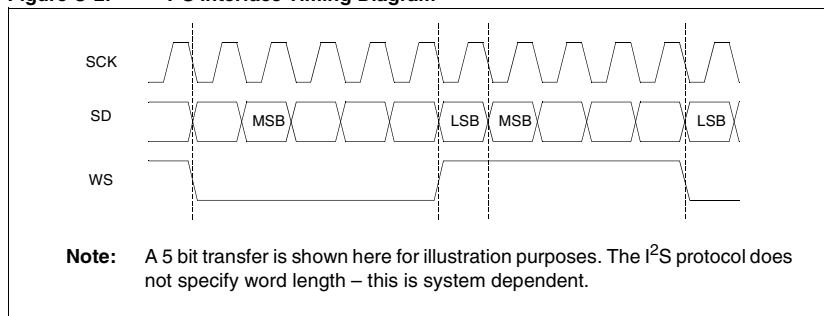 SCK
SD MSB LSB MSB LSB
WS
Note: A 5 bit transfer is shown here for illustration purposes. The I²S protocol does
not specify word length – this is system dependent.